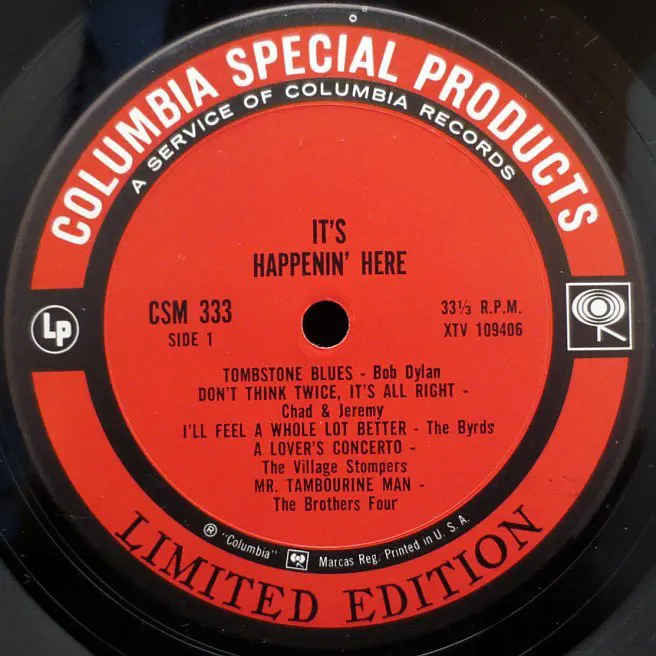 COLUMBIA SPECIAL PRODUCTS
A SERVICE OF COLUMBIA RECORDS
IT'S
HAPPENIN' HERE
Lp
CSM 333
SIDE 1
33⅓ R.P.M.
XTV 109406
TOMBSTONE BLUES - Bob Dylan
DON'T THINK TWICE, IT'S ALL RIGHT -
Chad & Jeremy
I'LL FEEL A WHOLE LOT BETTER - The Byrds
A LOVER'S CONCERTO -
The Village Stompers
MR. TAMBOURINE MAN -
The Brothers Four
® "Columbia" Marcas Reg. Printed in U. S. A.
LIMITED EDITION